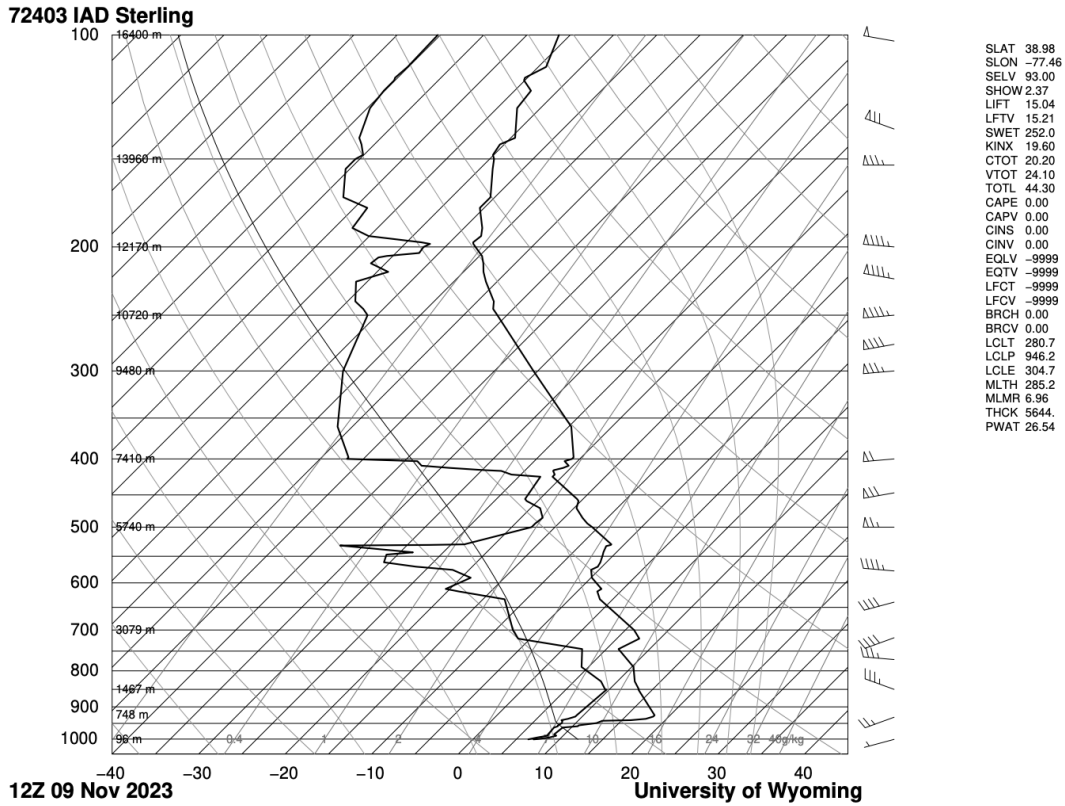 72403 IAD Sterling
100
16400 m
13960 m
200
12170 m
10720 m
300
9480 m
400
7410 m
500
5740 m
600
700
3079 m
800
1467 m
900
748 m
1000
96 m
0.4 1 2 4 7 10 16 24 32 40g/kg
−40 −30 −20 −10 0 10 20 30 40
12Z 09 Nov 2023
University of Wyoming
SLAT 38.98
SLON −77.46
SELV 93.00
SHOW 2.37
LIFT 15.04
LFTV 15.21
SWET 252.0
KINX 19.60
CTOT 20.20
VTOT 24.10
TOTL 44.30
CAPE 0.00
CAPV 0.00
CINS 0.00
CINV 0.00
EQLV −9999
EQTV −9999
LFCT −9999
LFCV −9999
BRCH 0.00
BRCV 0.00
LCLT 280.7
LCLP 946.2
LCLE 304.7
MLTH 285.2
MLMR 6.96
THCK 5644.
PWAT 26.54